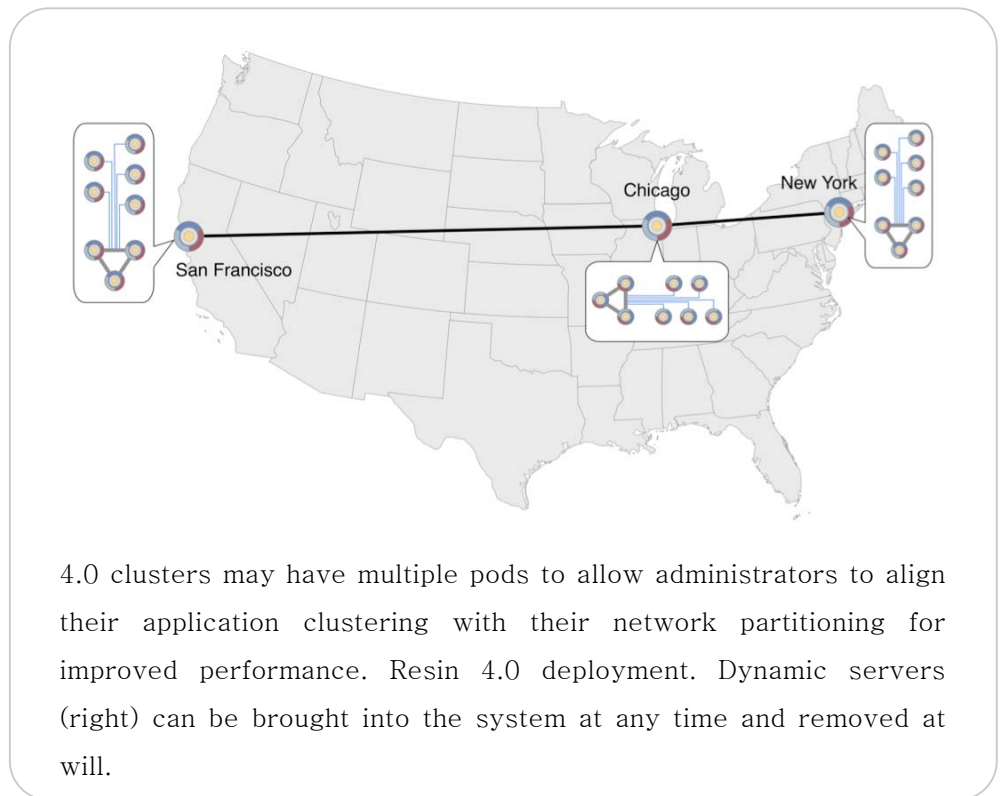 Chicago
New York
San Francisco
4.0 clusters may have multiple pods to allow administrators to align
their application clustering with their network partitioning for
improved performance. Resin 4.0 deployment. Dynamic servers
(right) can be brought into the system at any time and removed at
will.